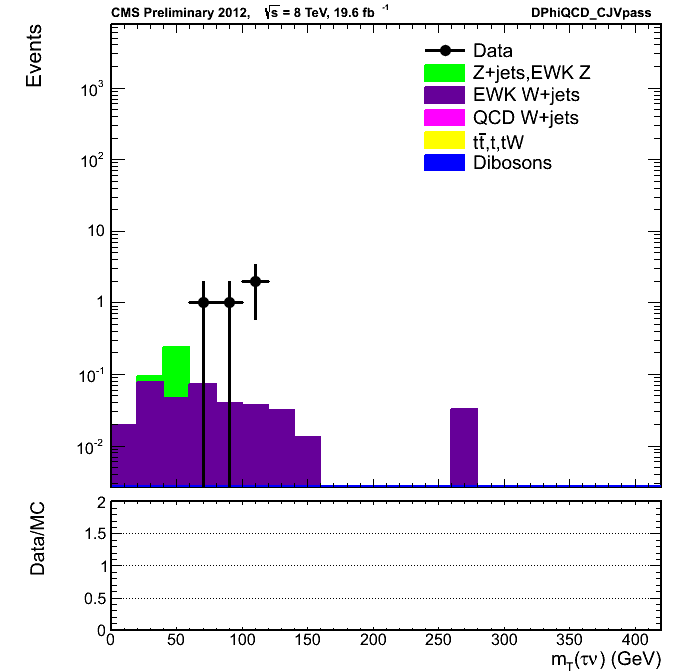 CMS Preliminary 2012, √s = 8 TeV, 19.6 fb⁻¹ DPhiQCD_CJVpass
Events
Data
Z+jets,EWK Z
EWK W+jets
QCD W+jets
tt̅,t,tW
Dibosons
10³
10²
10
1
10⁻¹
10⁻²
Data/MC
2
1.5
1
0.5
0
0 50 100 150 200 250 300 350 400
m_T(τν) (GeV)